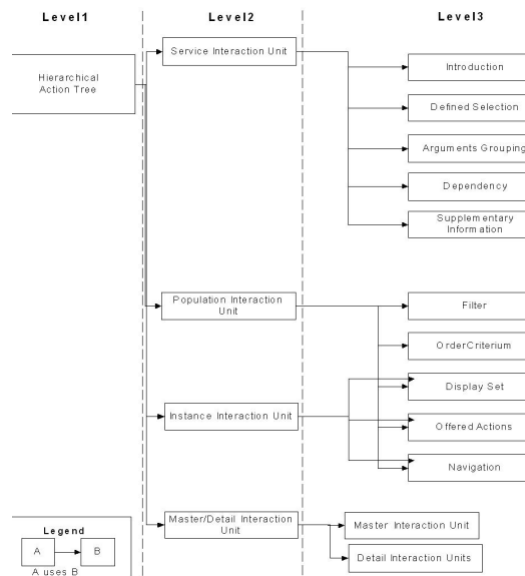 Level1
Level2
Level3
Hierarchical
Action Tree
Service Interaction Unit
Introduction
Defined Selection
Arguments Grouping
Dependency
Supplementary
Information
Population Interaction
Unit
Filter
OrderCriterium
Display Set
Instance Interaction Unit
Offered Actions
Navigation
Master/Detail Interaction
Unit
Master Interaction Unit
Detail Interaction Units
Legend
A
B
A uses B